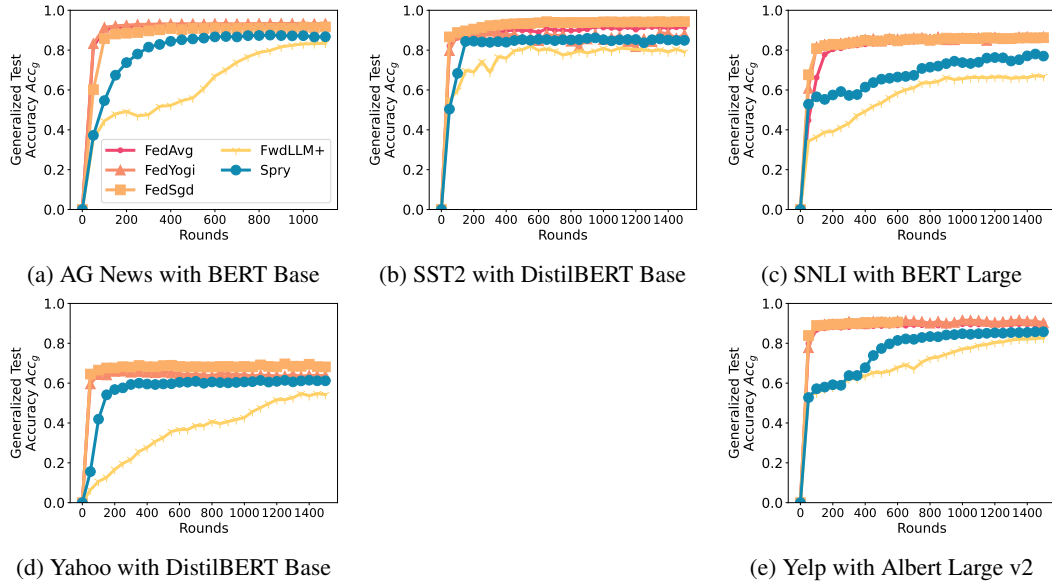 1.0
0.8
0.6
0.4
0.2
0.0
Generalized Test
Accuracy Acc_g
FedAvg
FedYogi
FedSgd
FwdLLM+
Spry
0 200 400 600 800 1000
Rounds
(a) AG News with BERT Base
1.0
0.8
0.6
0.4
0.2
0.0
Generalized Test
Accuracy Acc_g
0 200 400 600 800 1000 1200 1400
Rounds
(b) SST2 with DistilBERT Base
1.0
0.8
0.6
0.4
0.2
0.0
Generalized Test
Accuracy Acc_g
0 200 400 600 800 1000 1200 1400
Rounds
(c) SNLI with BERT Large
1.0
0.8
0.6
0.4
0.2
0.0
Generalized Test
Accuracy Acc_g
0 200 400 600 800 1000 1200 1400
Rounds
(d) Yahoo with DistilBERT Base
1.0
0.8
0.6
0.4
0.2
0.0
Generalized Test
Accuracy Acc_g
0 200 400 600 800 1000 1200 1400
Rounds
(e) Yelp with Albert Large v2